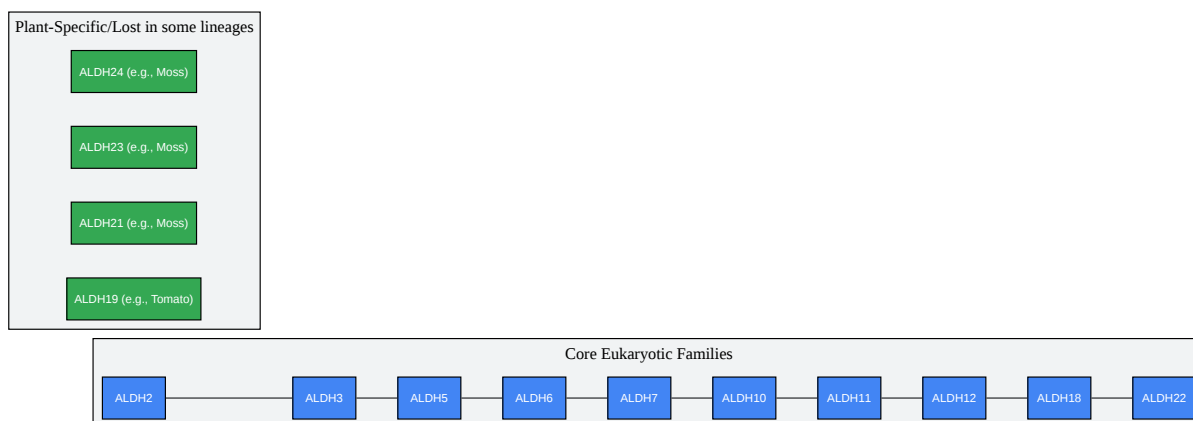 Plant-Specific/Lost in some lineages
ALDH24 (e.g., Moss)
ALDH23 (e.g., Moss)
ALDH21 (e.g., Moss)
ALDH19 (e.g., Tomato)
Core Eukaryotic Families
ALDH2
ALDH3
ALDH5
ALDH6
ALDH7
ALDH10
ALDH11
ALDH12
ALDH18
ALDH22